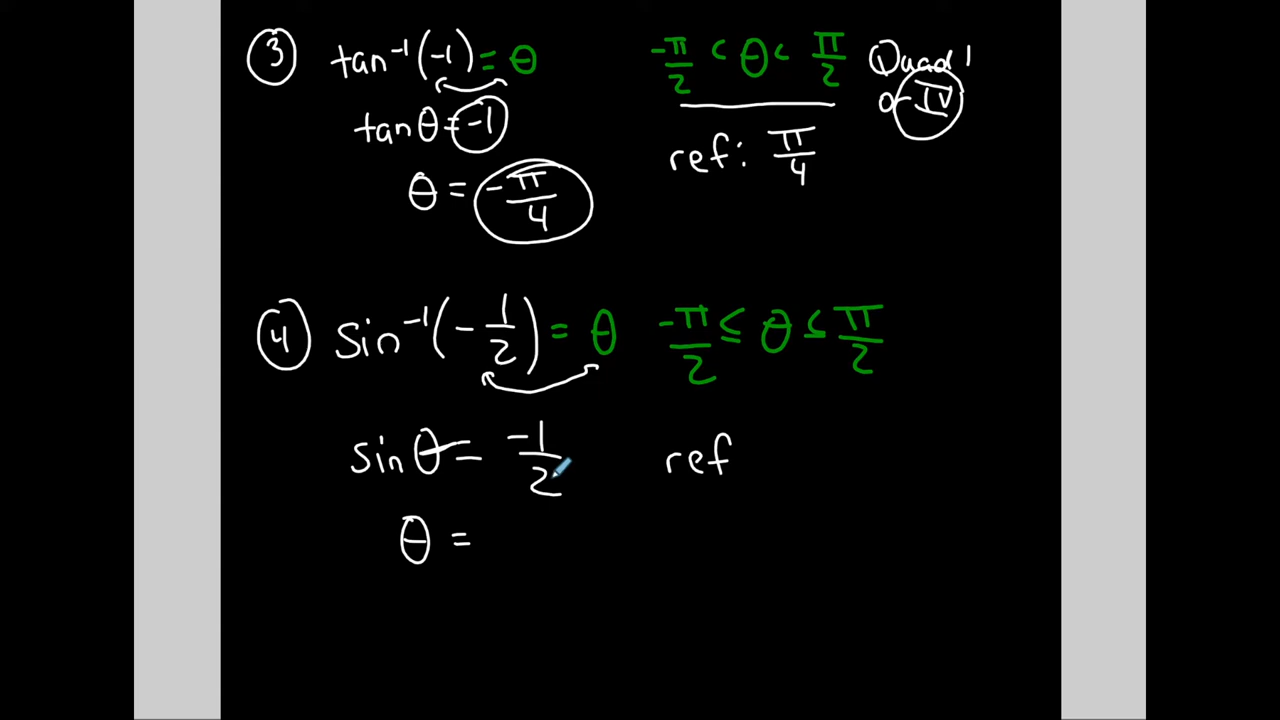 ③ tan⁻¹(-1) = θ   -π/2 < θ < π/2   Quad I
or IV
tanθ = -1   ref: π/4
θ = -π/4
④ sin⁻¹(-1/2) = θ   -π/2 ≤ θ ≤ π/2
sinθ = -1/2   ref
θ =